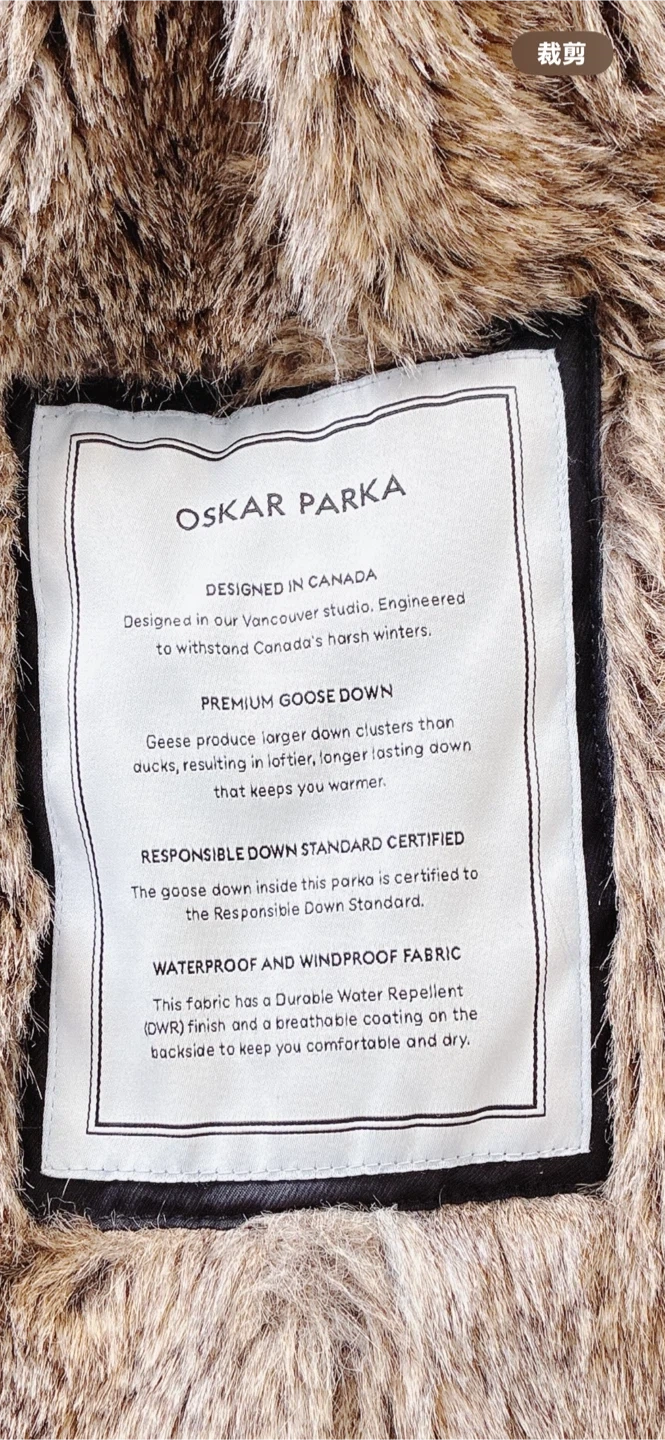 裁剪
OSKAR PARKA
DESIGNED IN CANADA
Designed in our Vancouver studio. Engineered
to withstand Canada's harsh winters.
PREMIUM GOOSE DOWN
Geese produce larger down clusters than
ducks, resulting in loftier, longer lasting down
that keeps you warmer.
RESPONSIBLE DOWN STANDARD CERTIFIED
The goose down inside this parka is certified to
the Responsible Down Standard.
WATERPROOF AND WINDPROOF FABRIC
This fabric has a Durable Water Repellent
(DWR) finish and a breathable coating on the
backside to keep you comfortable and dry.